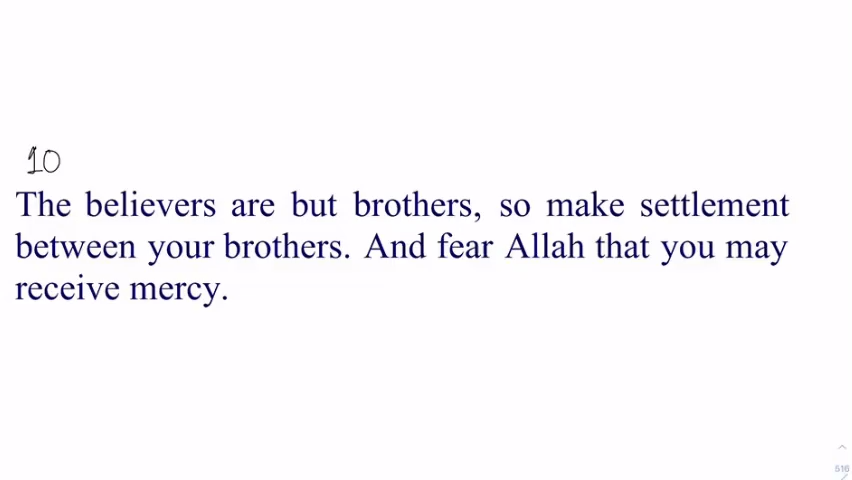 10
The believers are but brothers, so make settlement
between your brothers. And fear Allah that you may
receive mercy.
516